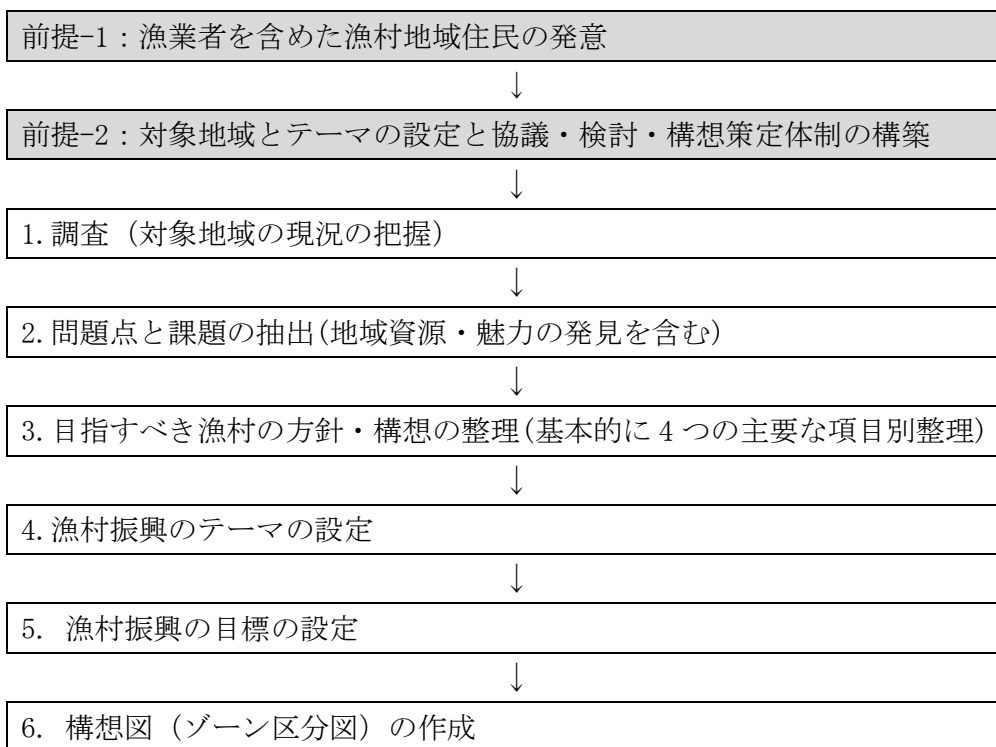 前提-1：漁業者を含めた漁村地域住民の発意
↓
前提-2：対象地域とテーマの設定と協議・検討・構想策定体制の構築
↓
1.調査（対象地域の現況の把握）
↓
2.問題点と課題の抽出(地域資源・魅力の発見を含む)
↓
3.目指すべき漁村の方針・構想の整理(基本的に4つの主要な項目別整理)
↓
4.漁村振興のテーマの設定
↓
5. 漁村振興の目標の設定
↓
6. 構想図（ゾーン区分図）の作成